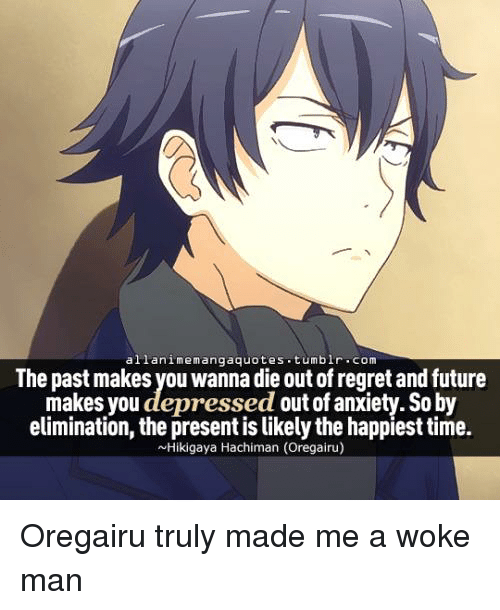 allanimemangaquotes.tumblr.com
The past makes you wanna die out of regret and future
makes you depressed out of anxiety. So by
elimination, the present is likely the happiest time.
~Hikigaya Hachiman (Oregairu)
Oregairu truly made me a woke
man